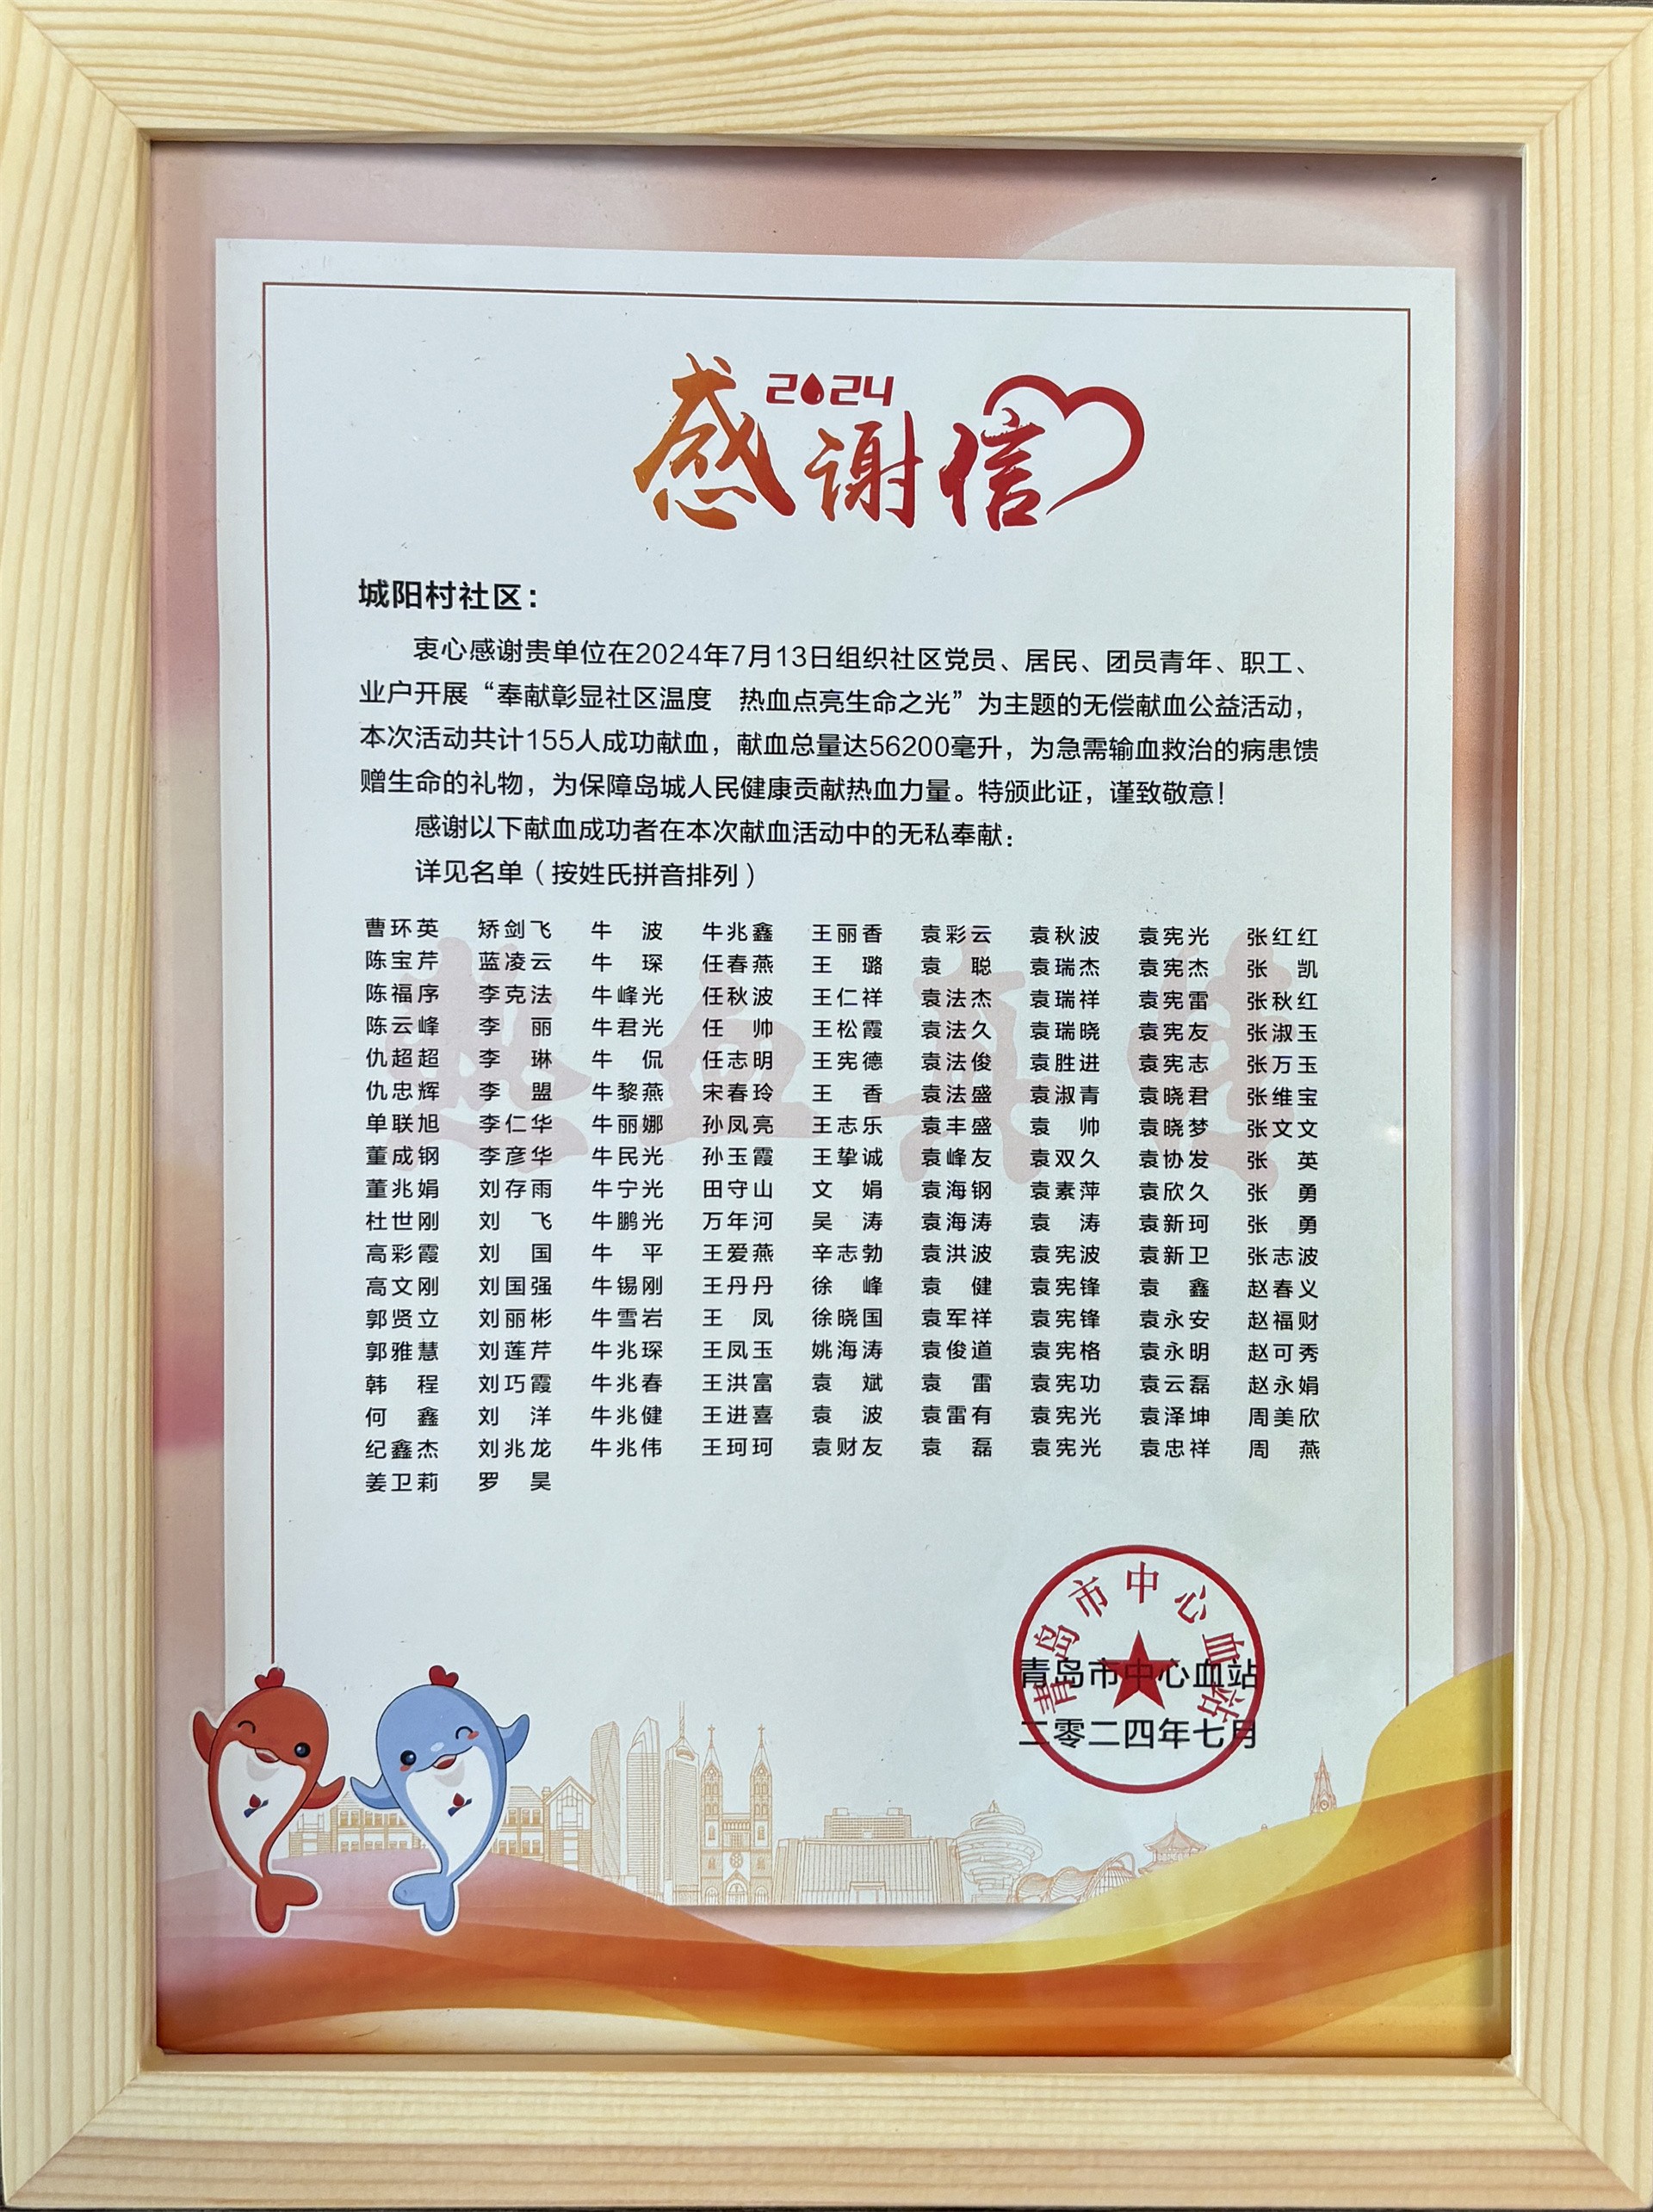 2024
感谢信
城阳村社区：
衷心感谢贵单位在2024年7月13日组织社区党员、居民、团员青年、职工、
业户开展“奉献彰显社区温度　热血点亮生命之光”为主题的无偿献血公益活动，
本次活动共计155人成功献血，献血总量达56200毫升，为急需输血救治的病患馈
赠生命的礼物，为保障岛城人民健康贡献热血力量。特颁此证，谨致敬意！
感谢以下献血成功者在本次献血活动中的无私奉献：
详见名单（按姓氏拼音排列）
曹环英 矫剑飞 牛　波 牛兆鑫 王丽香 袁彩云 袁秋波 袁宪光 张红红
陈宝芹 蓝凌云 牛　琛 任春燕 王　璐 袁　聪 袁瑞杰 袁宪杰 张　凯
陈福序 李克法 牛峰光 任秋波 王仁祥 袁法杰 袁瑞祥 袁宪雷 张秋红
陈云峰 李　丽 牛君光 任　帅 王松霞 袁法久 袁瑞晓 袁宪友 张淑玉
仇超超 李　琳 牛　侃 任志明 王宪德 袁法俊 袁胜进 袁宪志 张万玉
仇忠辉 李　盟 牛黎燕 宋春玲 王　香 袁法盛 袁淑青 袁晓君 张维宝
单联旭 李仁华 牛丽娜 孙凤亮 王志乐 袁丰盛 袁　帅 袁晓梦 张文文
董成钢 李彦华 牛民光 孙玉霞 王挚诚 袁峰友 袁双久 袁协发 张　英
董兆娟 刘存雨 牛宁光 田守山 文　娟 袁海钢 袁素萍 袁欣久 张　勇
杜世刚 刘　飞 牛鹏光 万年河 吴　涛 袁海涛 袁　涛 袁新珂 张　勇
高彩霞 刘　国 牛　平 王爱燕 辛志勃 袁洪波 袁宪波 袁新卫 张志波
高文刚 刘国强 牛锡刚 王丹丹 徐　峰 袁　健 袁宪锋 袁　鑫 赵春义
郭贤立 刘丽彬 牛雪岩 王　凤 徐晓国 袁军祥 袁宪锋 袁永安 赵福财
郭雅慧 刘莲芹 牛兆琛 王凤玉 姚海涛 袁俊道 袁宪格 袁永明 赵可秀
韩　程 刘巧霞 牛兆春 王洪富 袁　斌 袁　雷 袁宪功 袁云磊 赵永娟
何　鑫 刘　洋 牛兆健 王进喜 袁　波 袁雷有 袁宪光 袁泽坤 周美欣
纪鑫杰 刘兆龙 牛兆伟 王珂珂 袁财友 袁　磊 袁宪光 袁忠祥 周　燕
姜卫莉 罗　昊
热血真情
青岛市中心血站
青岛市中心血站
二零二四年七月